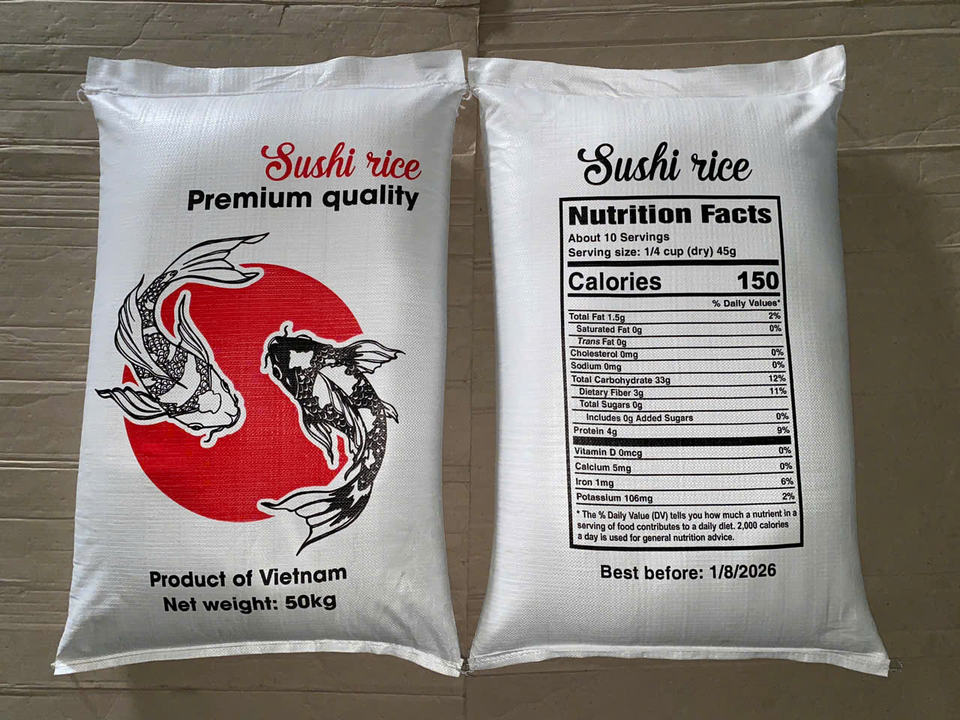 Sushi rice
Premium quality
Product of Vietnam
Net weight: 50kg
Sushi rice
Nutrition Facts
About 10 Servings
Serving size: 1/4 cup (dry) 45g
Calories 150
% Daily Values*
Total Fat 1.5g 2%
Saturated Fat 0g 0%
Trans Fat 0g
Cholesterol 0mg 0%
Sodium 0mg 0%
Total Carbohydrate 33g 12%
Dietary Fiber 3g 11%
Total Sugars 0g
Includes 0g Added Sugars 0%
Protein 4g 9%
Vitamin D 0mcg 0%
Calcium 5mg 0%
Iron 1mg 6%
Potassium 106mg 2%
* The % Daily Value (DV) tells you how much a nutrient in a
serving of food contributes to a daily diet. 2,000 calories
a day is used for general nutrition advice.
Best before: 1/8/2026